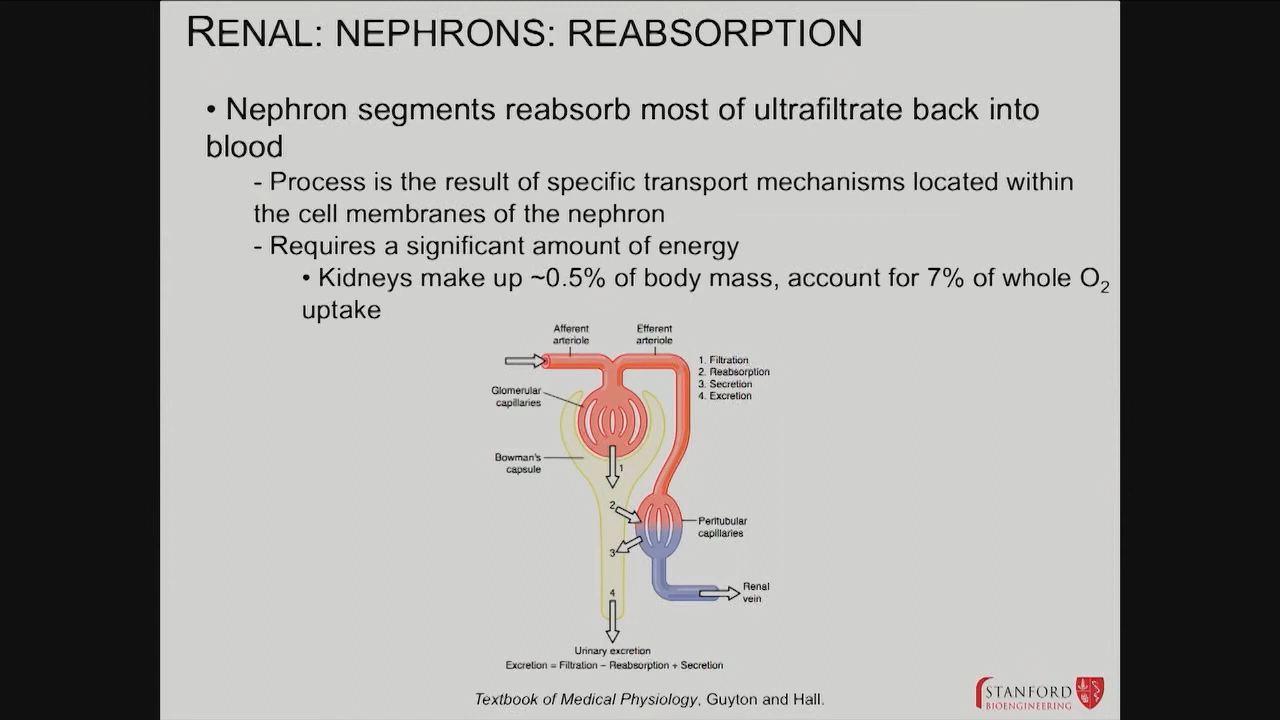 RENAL: NEPHRONS: REABSORPTION
• Nephron segments reabsorb most of ultrafiltrate back into
blood
- Process is the result of specific transport mechanisms located within
the cell membranes of the nephron
- Requires a significant amount of energy
• Kidneys make up ~0.5% of body mass, account for 7% of whole O₂
uptake
Afferent
arteriole
Efferent
arteriole
1. Filtration
2. Reabsorption
3. Secretion
4. Excretion
Glomerular
capillaries
Bowman's
capsule
1
2
Peritubular
capillaries
3
4
Renal
vein
Urinary excretion
Excretion = Filtration – Reabsorption + Secretion
Textbook of Medical Physiology, Guyton and Hall.
STANFORD
BIOENGINEERING